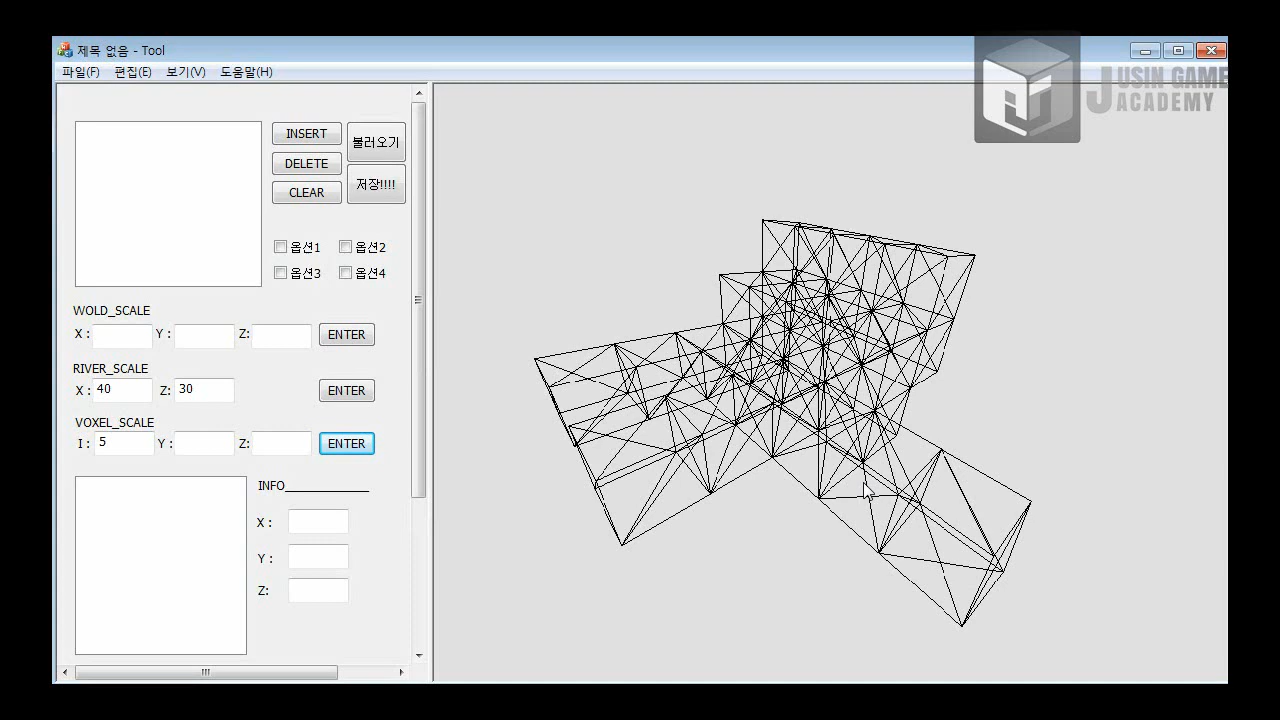 제목 없음 - Tool
파일(F) 편집(E) 보기(V) 도움말(H)
JUSIN GAME
ACADEMY
INSERT
불러오기
DELETE
저장!!!!
CLEAR
옵션1 옵션2
옵션3 옵션4
WOLD_SCALE
X : Y : Z: ENTER
RIVER_SCALE
X : 40 Z: 30 ENTER
VOXEL_SCALE
I : 5 Y : Z: ENTER
INFO____________
X :
Y :
Z: